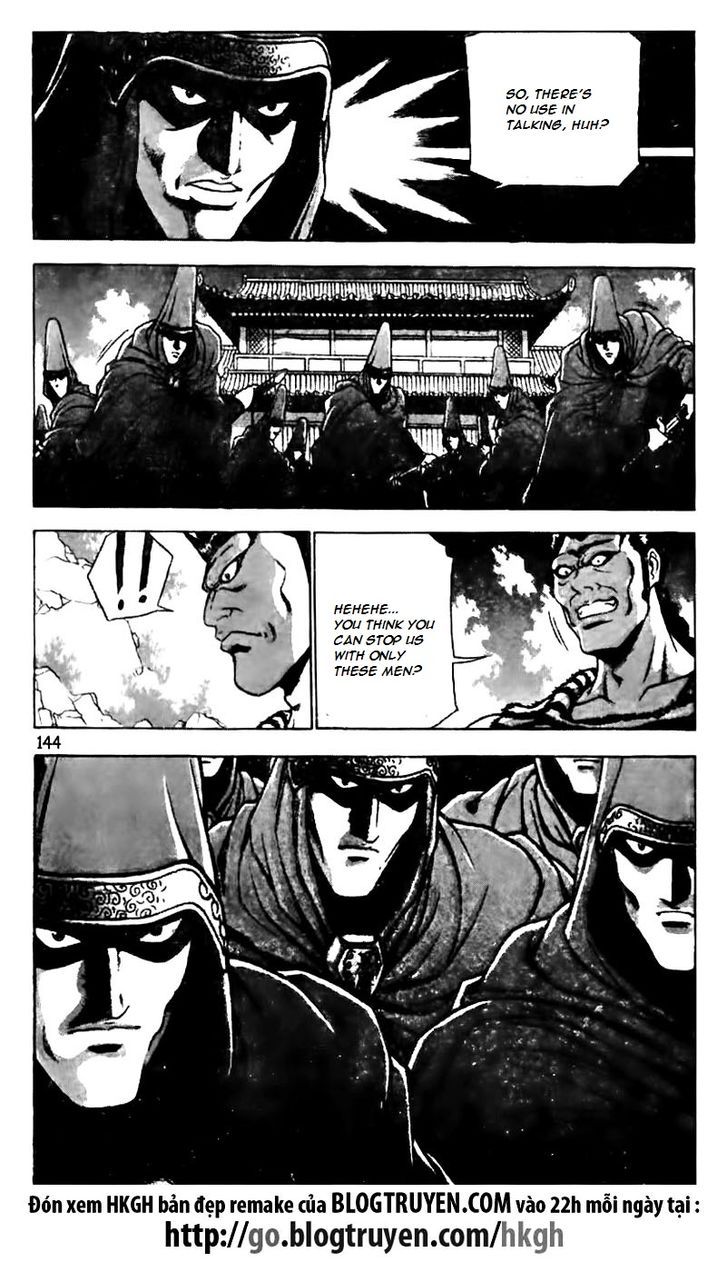 SO, THERE'S
NO USE IN
TALKING, HUH?
!!
HEHEHE...
YOU THINK YOU
CAN STOP US
WITH ONLY
THESE MEN?
144
Đón xem HKGH bản đẹp remake của BLOGTRUYEN.COM vào 22h mỗi ngày tại :
http://go.blogtruyen.com/hkgh